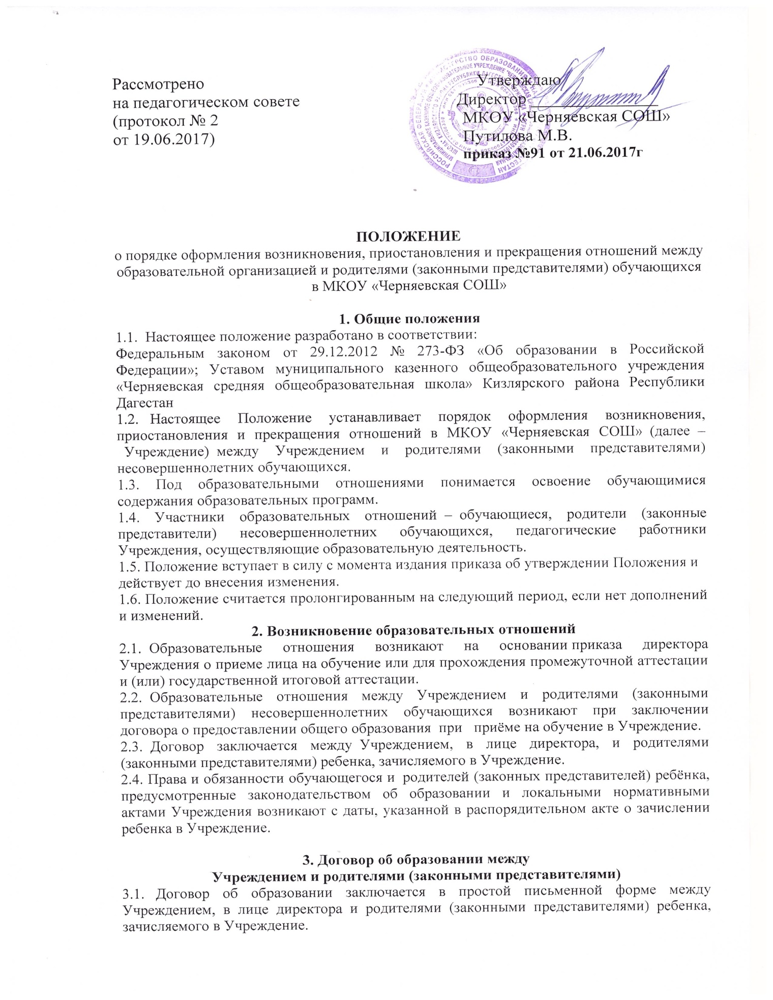 Рассмотрено
на педагогическом совете
(протокол № 2
от 19.06.2017)
Утверждаю
Директор
МКОУ «Черняевская СОШ»
Путилова М.В.
приказ №91 от 21.06.2017г
ПОЛОЖЕНИЕ
о порядке оформления возникновения, приостановления и прекращения отношений между
образовательной организацией и родителями (законными представителями) обучающихся
в МКОУ «Черняевская СОШ»
1. Общие положения
1.1. Настоящее положение разработано в соответствии:
Федеральным законом от 29.12.2012 № 273-ФЗ «Об образовании в Российской
Федерации»; Уставом муниципального казенного общеобразовательного учреждения
«Черняевская средняя общеобразовательная школа» Кизлярского района Республики
Дагестан
1.2. Настоящее Положение устанавливает порядок оформления возникновения,
приостановления и прекращения отношений в МКОУ «Черняевская СОШ» (далее –
Учреждение) между Учреждением и родителями (законными представителями)
несовершеннолетних обучающихся.
1.3. Под образовательными отношениями понимается освоение обучающимися
содержания образовательных программ.
1.4. Участники образовательных отношений – обучающиеся, родители (законные
представители) несовершеннолетних обучающихся, педагогические работники
Учреждения, осуществляющие образовательную деятельность.
1.5. Положение вступает в силу с момента издания приказа об утверждении Положения и
действует до внесения изменения.
1.6. Положение считается пролонгированным на следующий период, если нет дополнений
и изменений.
2. Возникновение образовательных отношений
2.1. Образовательные отношения возникают на основании приказа директора
Учреждения о приеме лица на обучение или для прохождения промежуточной аттестации
и (или) государственной итоговой аттестации.
2.2. Образовательные отношения между Учреждением и родителями (законными
представителями) несовершеннолетних обучающихся возникают при заключении
договора о предоставлении общего образования при приёме на обучение в Учреждение.
2.3. Договор заключается между Учреждением, в лице директора, и родителями
(законными представителями) ребенка, зачисляемого в Учреждение.
2.4. Права и обязанности обучающегося и родителей (законных представителей) ребёнка,
предусмотренные законодательством об образовании и локальными нормативными
актами Учреждения возникают с даты, указанной в распорядительном акте о зачислении
ребенка в Учреждение.
3. Договор об образовании между
Учреждением и родителями (законными представителями)
3.1. Договор об образовании заключается в простой письменной форме между
Учреждением, в лице директора и родителями (законными представителями) ребенка,
зачисляемого в Учреждение.